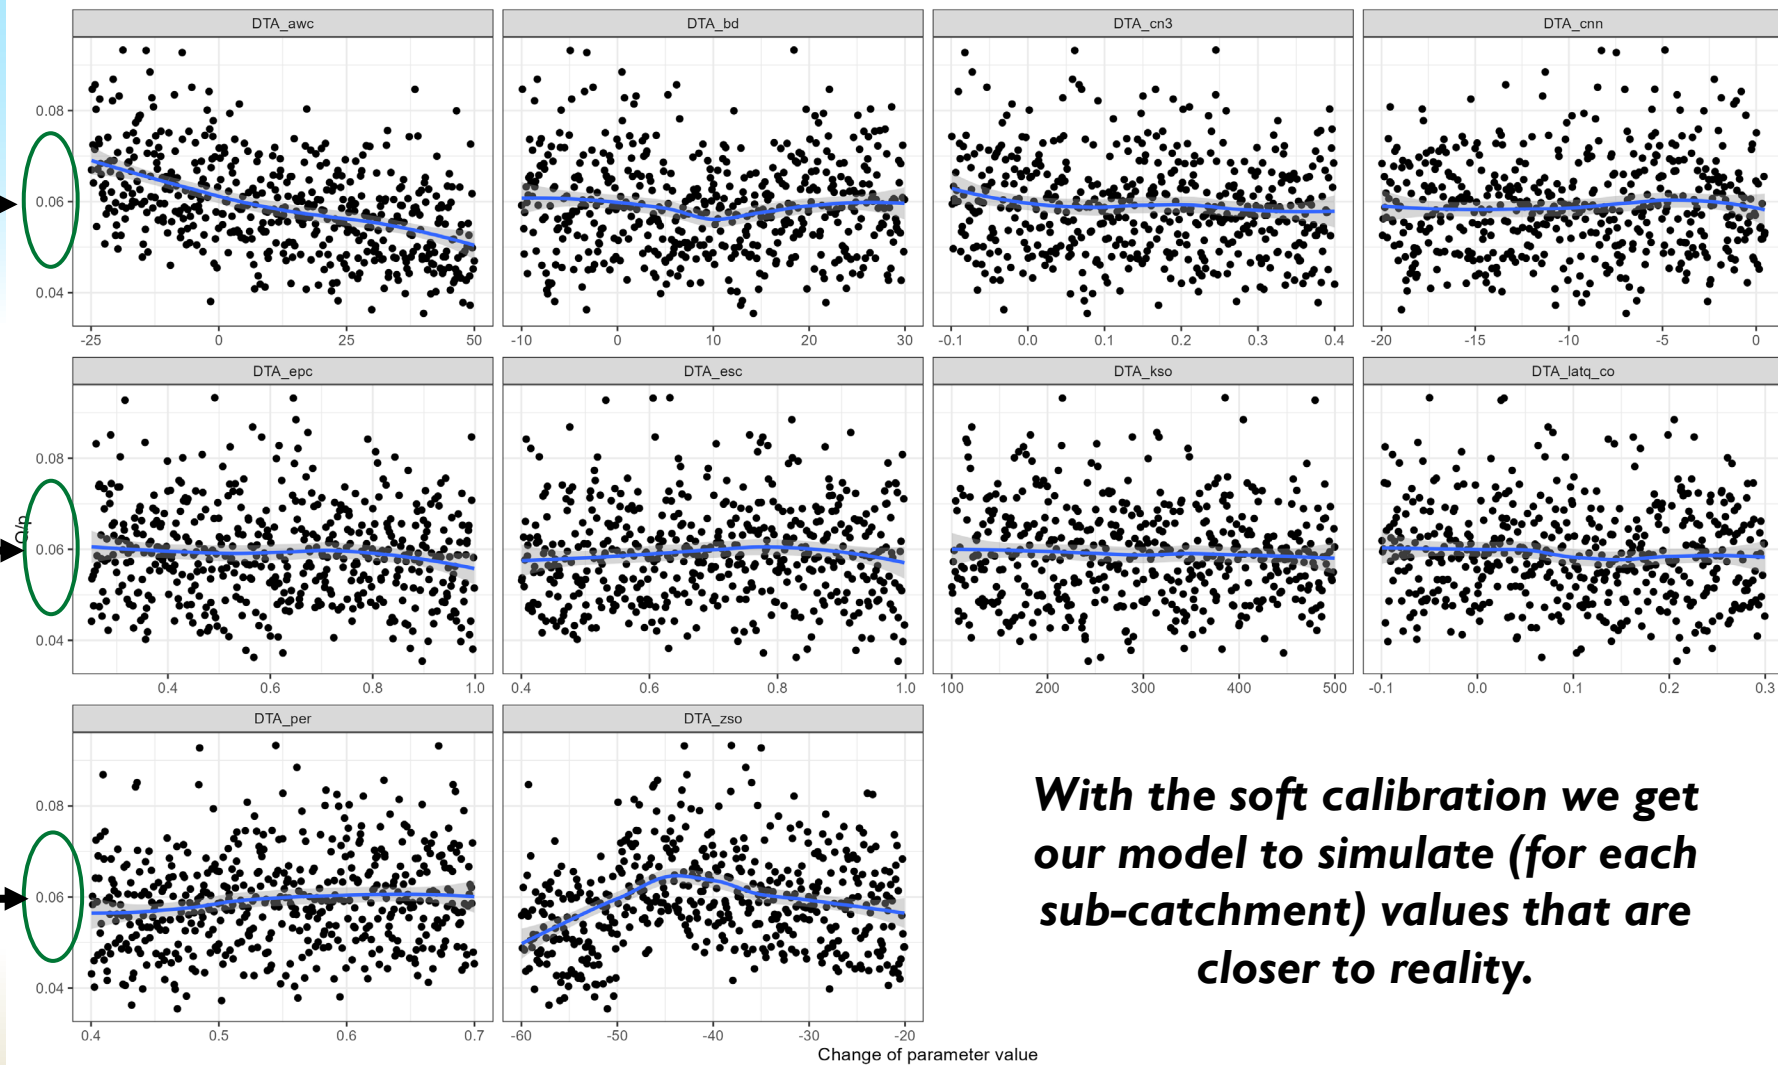 DTA_awc DTA_bd DTA_cn3 DTA_cnn
0.08
0.06
0.04
-25 0 25 50 -10 0 10 20 30 -0.1 0.0 0.1 0.2 0.3 0.4 -20 -15 -10 -5 0
DTA_epc DTA_esc DTA_kso DTA_latq_co
0.08
0.06
0.04
0.4 0.6 0.8 1.0 0.4 0.6 0.8 1.0 100 200 300 400 500 -0.1 0.0 0.1 0.2 0.3
DTA_per DTA_zso
0.08
0.06
0.04
0.4 0.5 0.6 0.7 -60 -50 -40 -30 -20
Change of parameter value
With the soft calibration we get
our model to simulate (for each
sub-catchment) values that are
closer to reality.